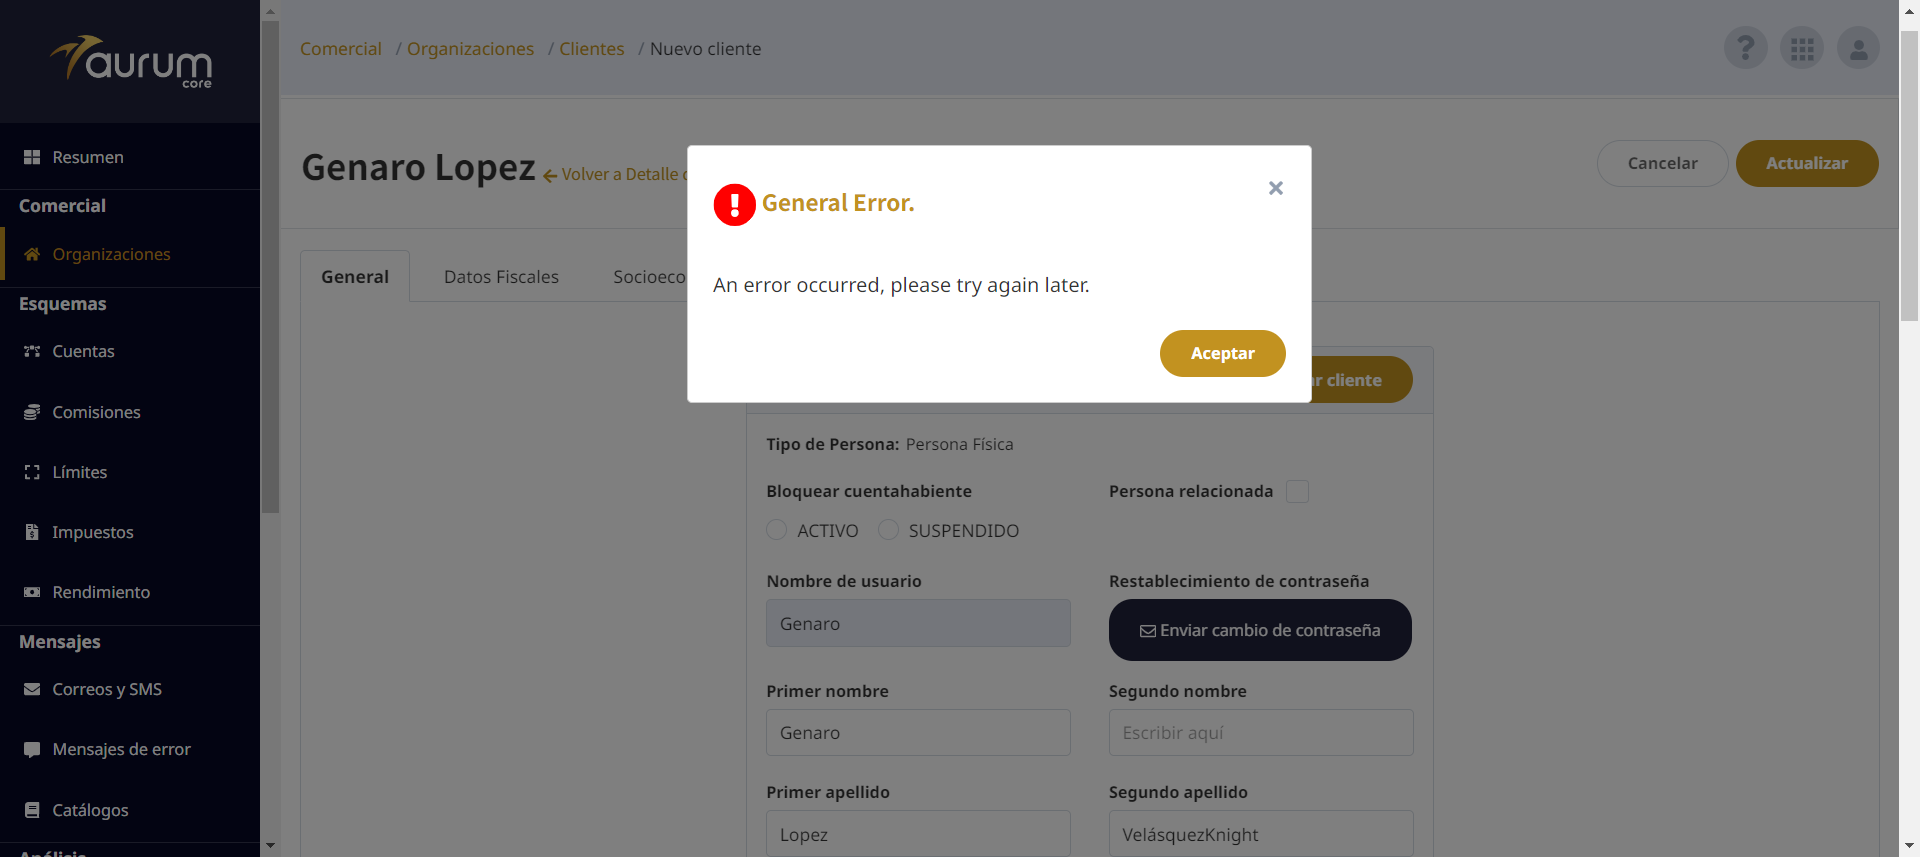 aurum
core
Resumen
Comercial
Organizaciones
Esquemas
Cuentas
Comisiones
Límites
Impuestos
Rendimiento
Mensajes
Correos y SMS
Mensajes de error
Catálogos
Análisis
Comercial / Organizaciones / Clientes / Nuevo cliente
?
Genaro Lopez
Volver a Detalle
Cancelar
Actualizar
General
Datos Fiscales
Socioeco
General Error.
An error occurred, please try again later.
Aceptar
ar cliente
Tipo de Persona: Persona Física
Bloquear cuentahabiente
Persona relacionada
ACTIVO
SUSPENDIDO
Nombre de usuario
Restablecimiento de contraseña
Genaro
Enviar cambio de contraseña
Primer nombre
Segundo nombre
Genaro
Escribir aquí
Primer apellido
Segundo apellido
Lopez
VelásquezKnight